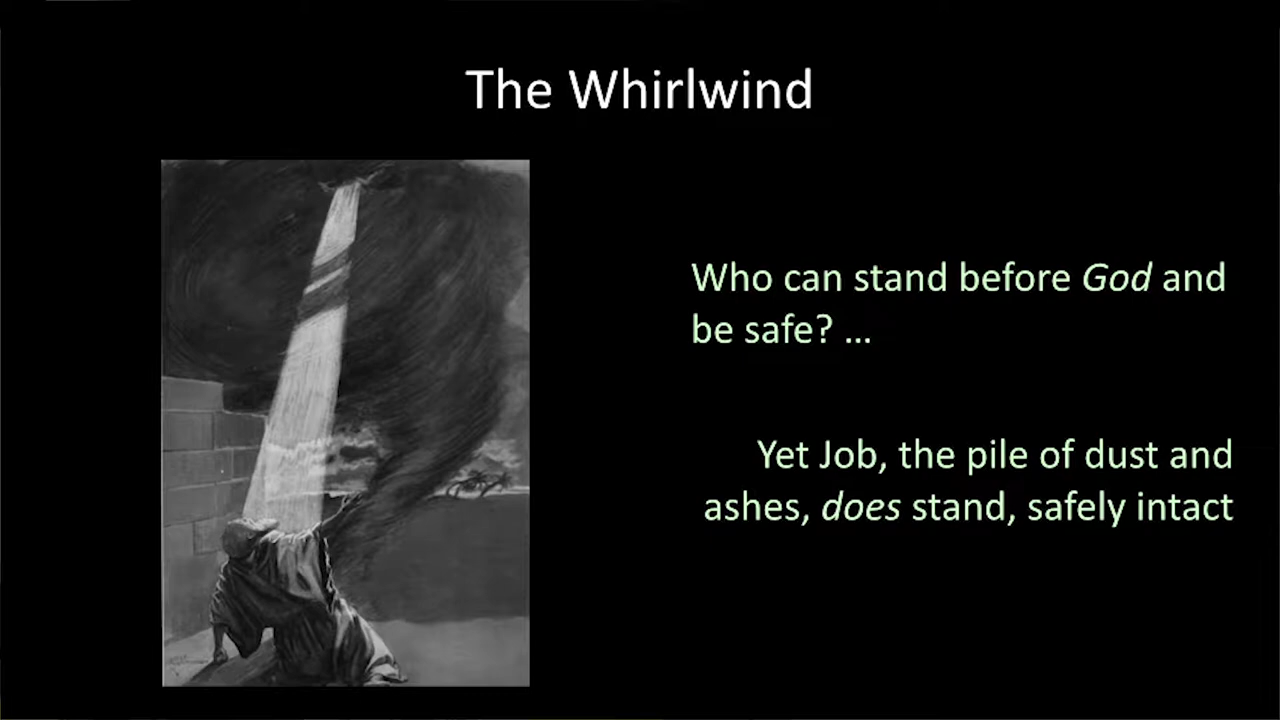 The Whirlwind
Who can stand before God and
be safe? ...
Yet Job, the pile of dust and
ashes, does stand, safely intact